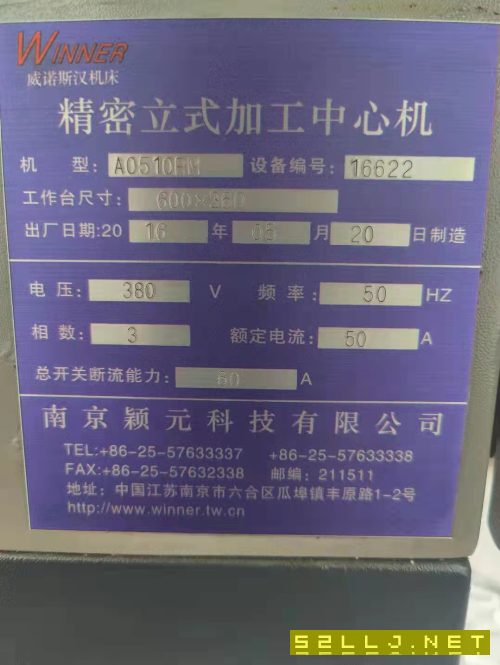 WINNER
威诺斯汉机床
精密立式加工中心机
机 型: A0510HM 设备编号: 16622
工作台尺寸: 600×260
出厂日期:20 16 年 05 月 20 日制造
电 压: 380 V 频 率: 50 HZ
相 数: 3 额定电流: 50 A
总开关断流能力: 60 A
南京颖元科技有限公司
TEL:+86-25-57633337 +86-25-57633338
FAX:+86-25-57632338 邮编: 211511
地址: 中国江苏南京市六合区瓜埠镇丰原路1-2号
http://www.winner.tw.cn
52LLJ.NET